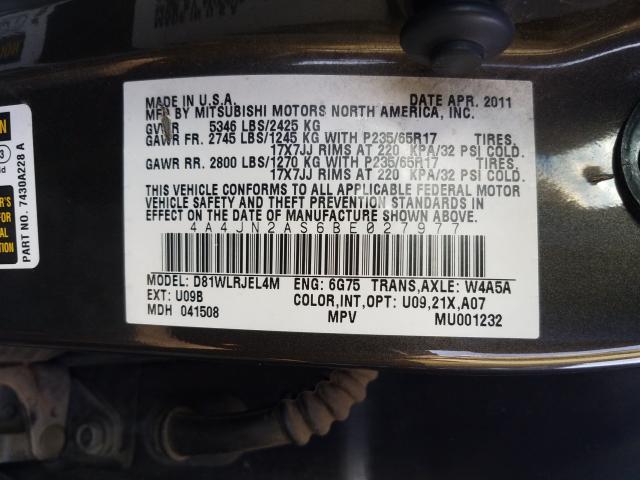 MADE IN U.S.A. DATE APR. 2011
MFD BY MITSUBISHI MOTORS NORTH AMERICA, INC.
GVWR 5346 LBS/2425 KG
GAWR FR. 2745 LBS/1245 KG WITH P235/65R17 TIRES,
17X7JJ RIMS AT 220 KPA/32 PSI COLD.
GAWR RR. 2800 LBS/1270 KG WITH P235/65R17 TIRES,
17X7JJ RIMS AT 220 KPA/32 PSI COLD.
THIS VEHICLE CONFORMS TO ALL APPLICABLE FEDERAL MOTOR
VEHICLE SAFETY AND THEFT PREVENTION STANDARDS IN
EFFECT ON THE DATE OF MANUFACTURE SHOWN ABOVE.
4A4JN2AS6BE027977
MODEL: D81WLRJEL4M ENG: 6G75 TRANS,AXLE: W4A5A
EXT: U09B COLOR,INT,OPT: U09,21X,A07
MDH 041508 MPV MU001232
PART NO. 7430A228 A